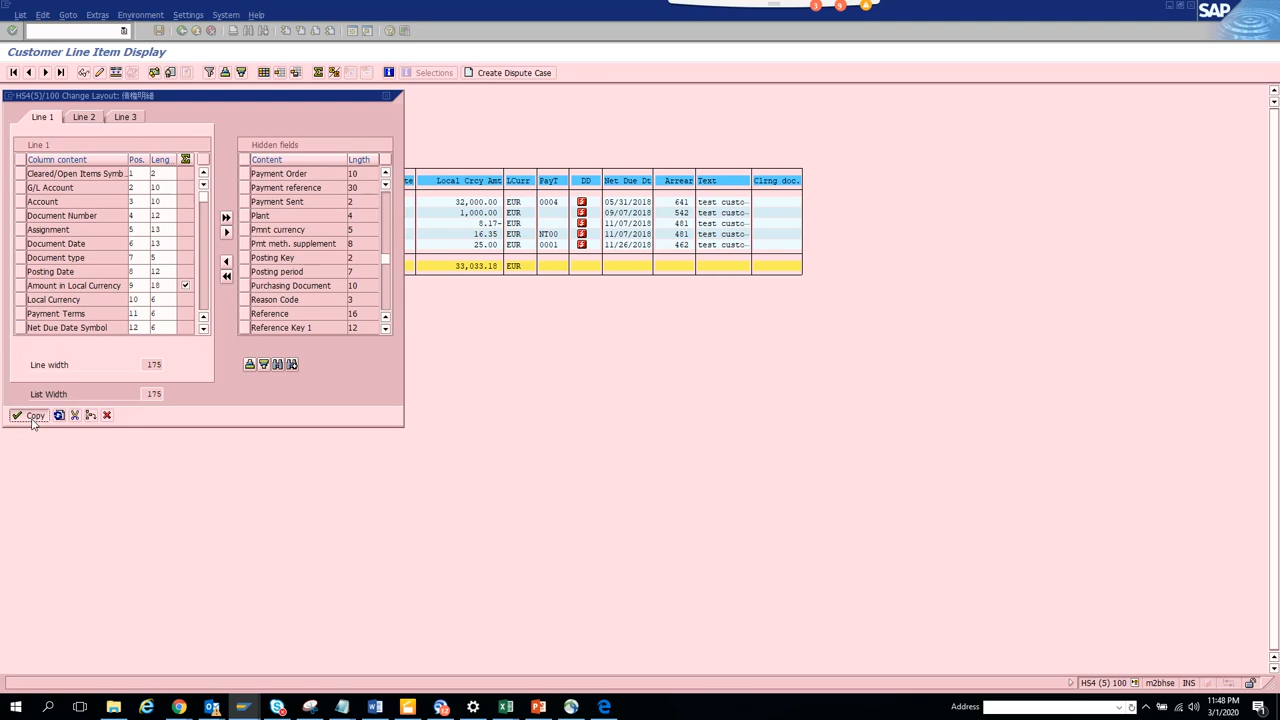 List Edit Goto Extras Environment Settings System Help
3 9
SAP
Customer Line Item Display
Selections Create Dispute Case
HS4(5)/100 Change Layout: 債権明細
Line 1 Line 2 Line 3
Line 1
Column content Pos. Leng..
Cleared/Open Items Symb.. 1 2
G/L Account 2 10
Account 3 10
Document Number 4 12
Assignment 5 13
Document Date 6 13
Document type 7 5
Posting Date 8 12
Amount in Local Currency 9 18
Local Currency 10 6
Payment Terms 11 6
Net Due Date Symbol 12 6
Line width 175
List Width 175
Copy
Hidden fields
Content Lngth
Payment Order 10
Payment reference 30
Payment Sent 2
Plant 4
Pmnt currency 5
Pmt meth. supplement 8
Posting Key 2
Posting period 7
Purchasing Document 10
Reason Code 3
Reference 16
Reference Key 1 12
te Local Crcy Amt LCurr PayT DD Net Due Dt Arrear Text Clrng doc.
32,000.00 EUR 0004 05/31/2018 641 test custo
1,000.00 EUR 09/07/2018 542 test custo
8.17- EUR 11/07/2018 481 test custo
16.35 EUR NT00 11/07/2018 481 test custo
25.00 EUR 0001 11/26/2018 462 test custo
33,033.18 EUR
HS4 (5) 100 m2bhse INS
Address 11:48 PM
3/1/2020